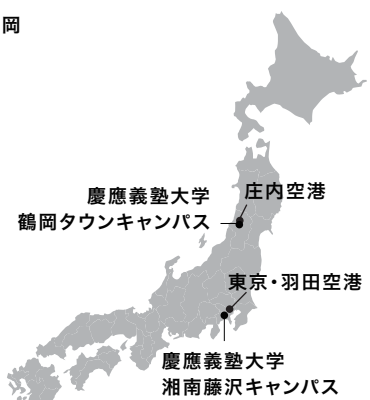 岡
慶應義塾大学
鶴岡タウンキャンパス
庄内空港
東京・羽田空港
慶應義塾大学
湘南藤沢キャンパス